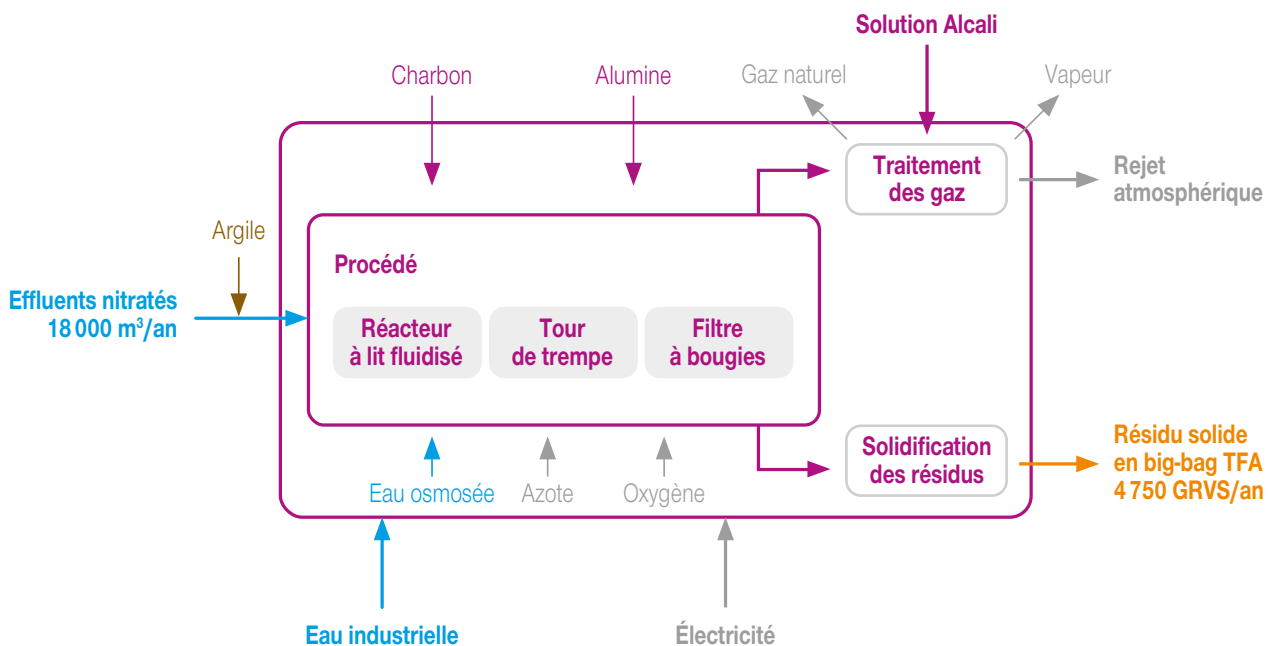 Solution Alcali
Charbon
Alumine
Gaz naturel
Vapeur
Traitement
des gaz
Rejet
atmosphérique
Argile
Effluents nitratés
18 000 m³/an
Procédé
Réacteur
à lit fluidisé
Tour
de trempe
Filtre
à bougies
Solidification
des résidus
Résidu solide
en big-bag TFA
4 750 GRVS/an
Eau osmosée
Azote
Oxygène
Eau industrielle
Électricité